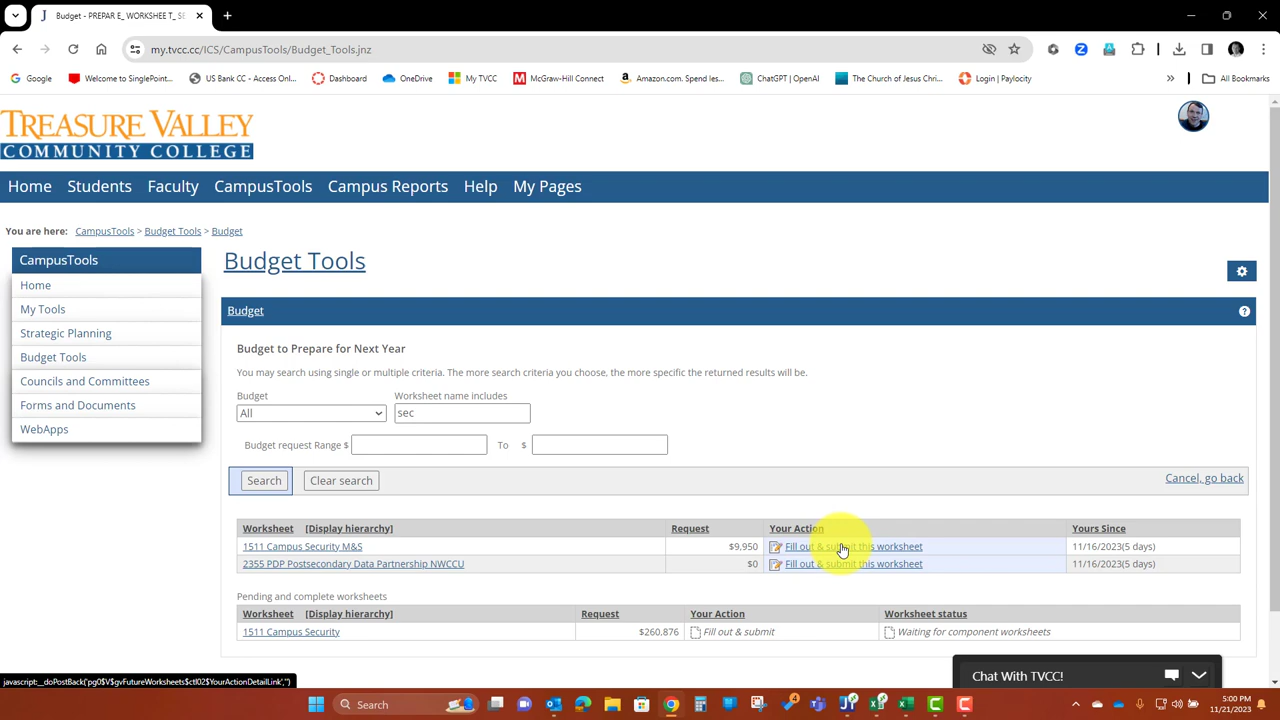 Budget - PREPAR E_ WORKSHEE T_ SE
my.tvcc.cc/ICS/CampusTools/Budget_Tools.jnz
Google
Welcome to SinglePoint...
US Bank CC - Access Onl...
Dashboard
OneDrive
My TVCC
McGraw-Hill Connect
Amazon.com. Spend les...
ChatGPT | OpenAI
The Church of Jesus Chri...
Login | Paylocity
»
All Bookmarks
TREASURE VALLEY
COMMUNITY COLLEGE
Home Students Faculty CampusTools Campus Reports Help My Pages
You are here: CampusTools > Budget Tools > Budget
CampusTools
Home
My Tools
Strategic Planning
Budget Tools
Councils and Committees
Forms and Documents
WebApps
Budget Tools
Budget
Budget to Prepare for Next Year
You may search using single or multiple criteria. The more search criteria you choose, the more specific the returned results will be.
Budget Worksheet name includes
All sec
Budget request Range $ To $
Search Clear search Cancel, go back
Worksheet [Display hierarchy] Request Your Action Yours Since
1511 Campus Security M&S $9,950 Fill out & submit this worksheet 11/16/2023(5 days)
2355 PDP Postsecondary Data Partnership NWCCU $0 Fill out & submit this worksheet 11/16/2023(5 days)
Pending and complete worksheets
Worksheet [Display hierarchy] Request Your Action Worksheet status
1511 Campus Security $260,876 Fill out & submit Waiting for component worksheets
Chat With TVCC!
javascript:__doPostBack('pg0$V$gvFutureWorksheets$ctl02$YourActionDetailLink','')
Search
5:00 PM
11/21/2023